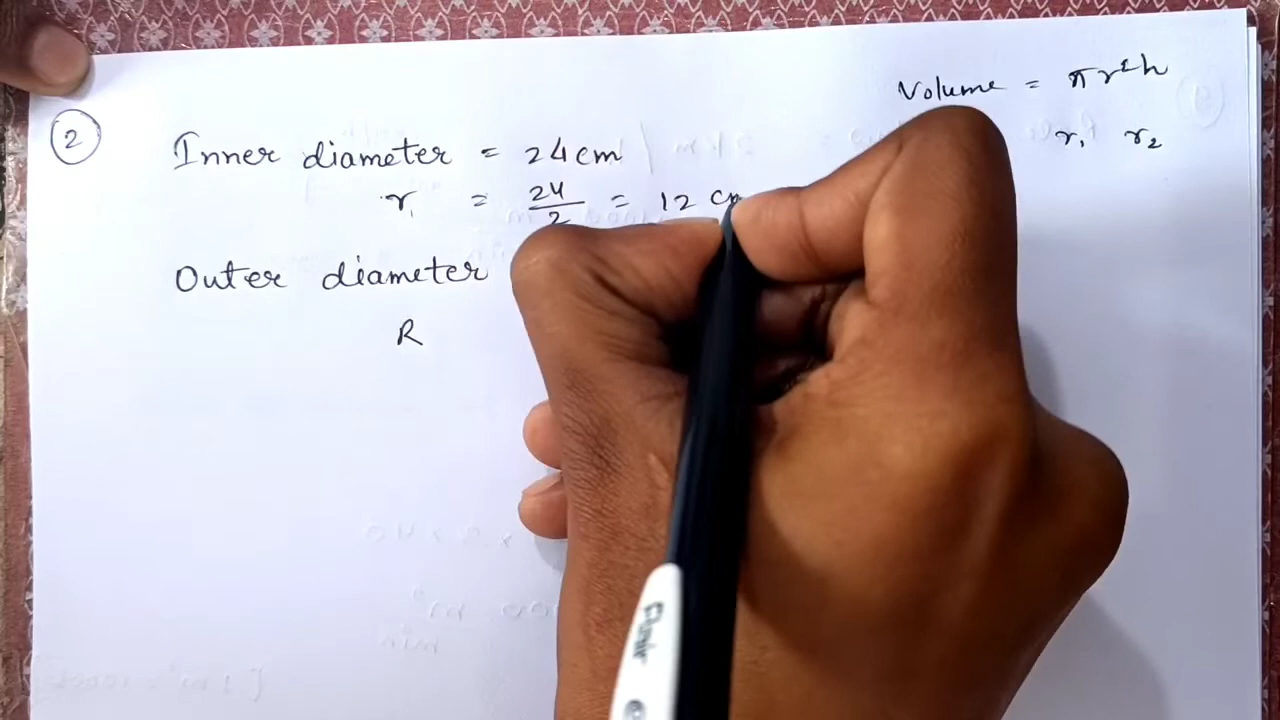 Volume = πr²h
② Inner diameter = 24cm
r₁ r₂
r₁ = 24/2 = 12 cm
Outer diameter
R